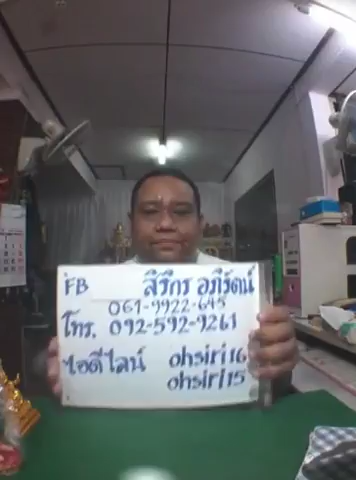 FB สิริกร อภิรัตน์
061-9922-645
โทร. 092-592-9261
ไอดีไลน์ ohsiri16
ohsiri15